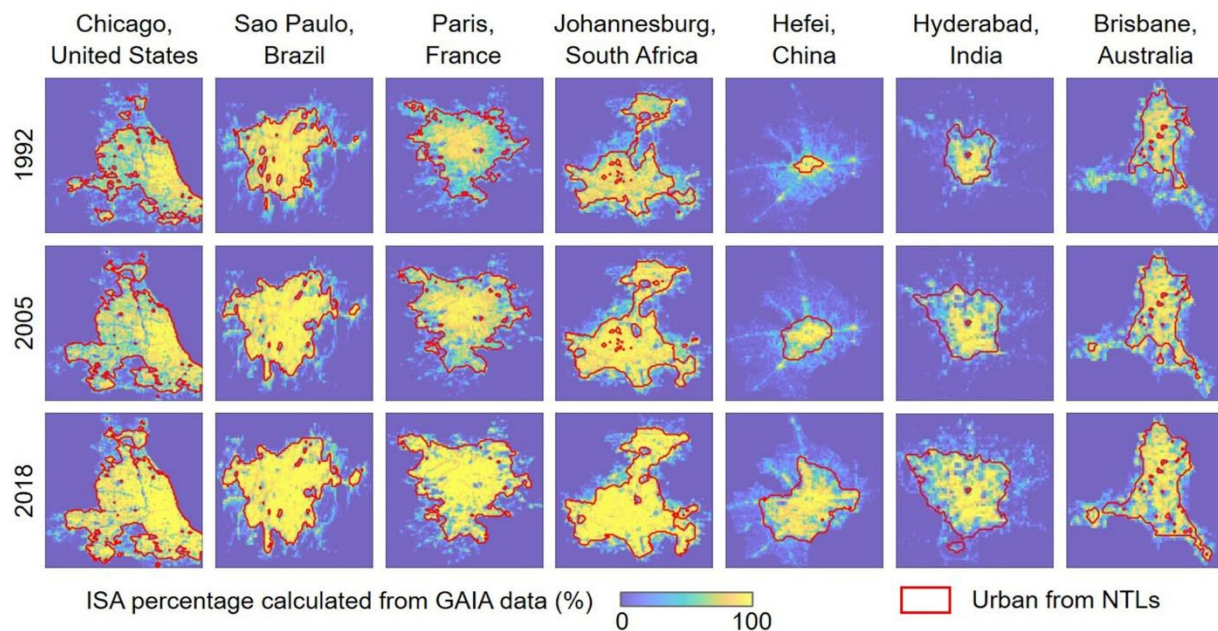 Chicago, United States
Sao Paulo, Brazil
Paris, France
Johannesburg, South Africa
Hefei, China
Hyderabad, India
Brisbane, Australia
1992
2005
2018
ISA percentage calculated from GAIA data (%)
0
100
Urban from NTLs